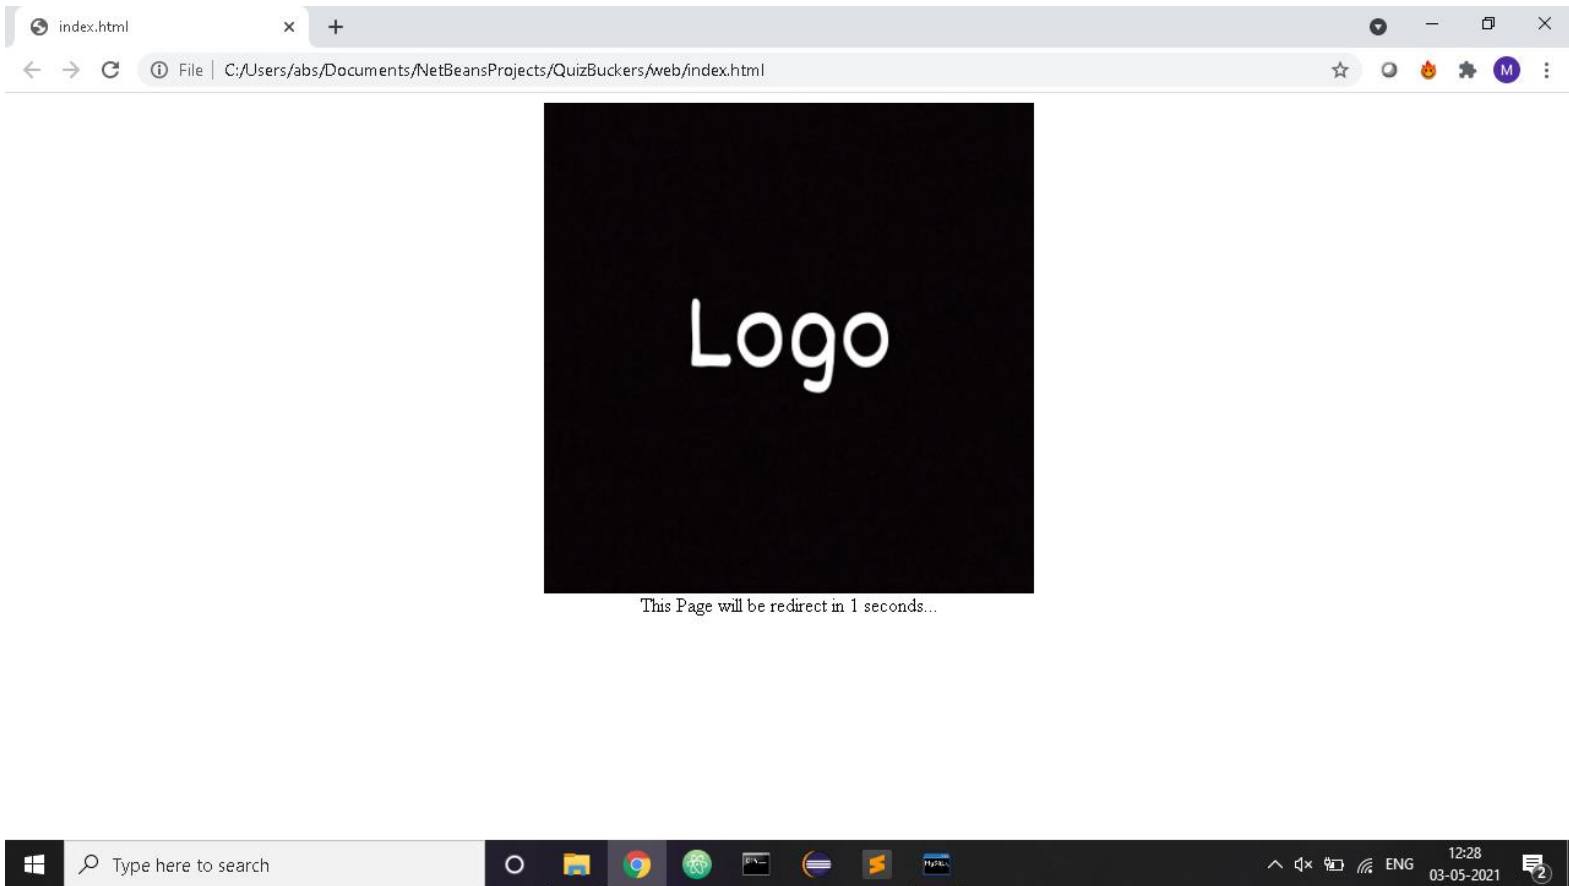 index.html
File | C:/Users/abs/Documents/NetBeansProjects/QuizBuckers/web/index.html
M
Logo
This Page will be redirect in 1 seconds...
Type here to search
ENG
12:28
03-05-2021
2